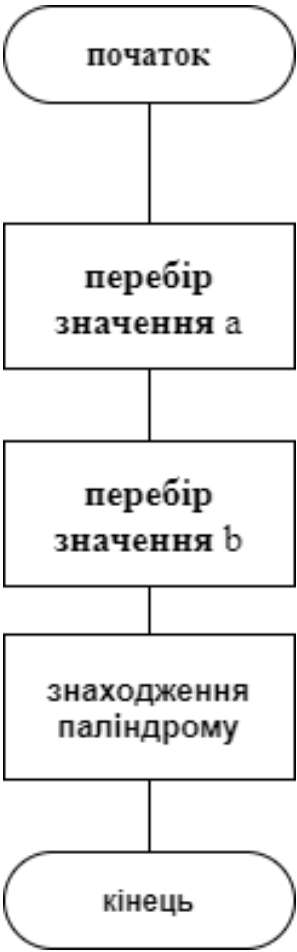 початок
перебір
значення a
перебір
значення b
знаходження
паліндрому
кінець